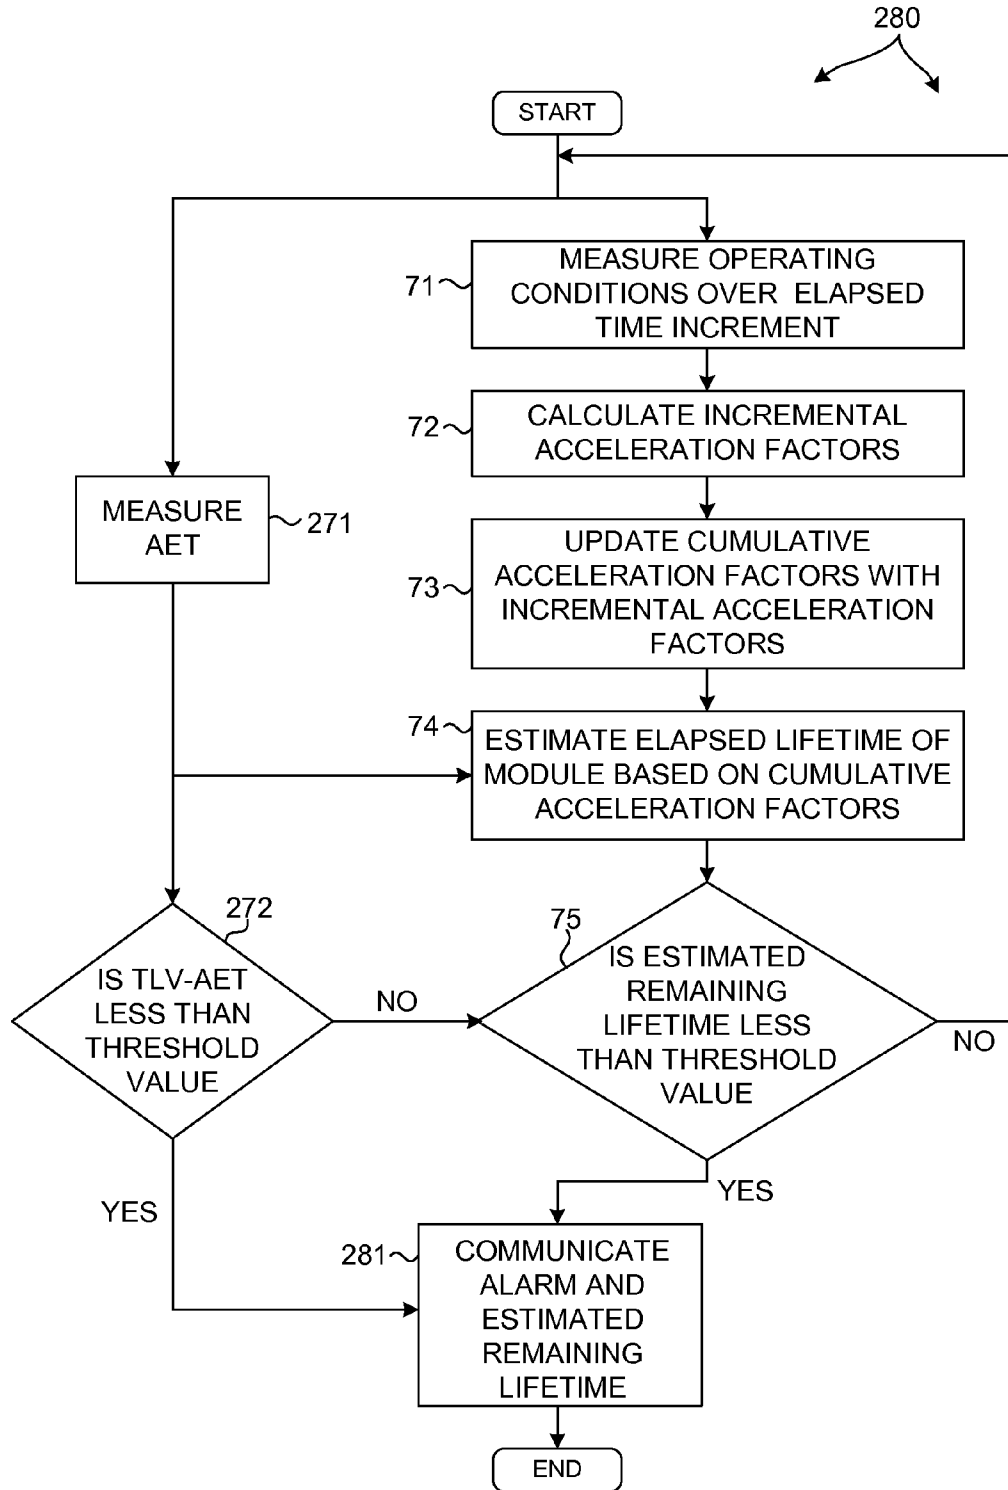 280
START
71
MEASURE OPERATING
CONDITIONS OVER ELAPSED
TIME INCREMENT
72
CALCULATE INCREMENTAL
ACCELERATION FACTORS
MEASURE
AET
271
73
UPDATE CUMULATIVE
ACCELERATION FACTORS WITH
INCREMENTAL ACCELERATION
FACTORS
74
ESTIMATE ELAPSED LIFETIME OF
MODULE BASED ON CUMULATIVE
ACCELERATION FACTORS
272
IS TLV-AET
LESS THAN
THRESHOLD
VALUE
NO
75
IS ESTIMATED
REMAINING
LIFETIME LESS
THAN THRESHOLD
VALUE
NO
YES
YES
281
COMMUNICATE
ALARM AND
ESTIMATED
REMAINING
LIFETIME
END